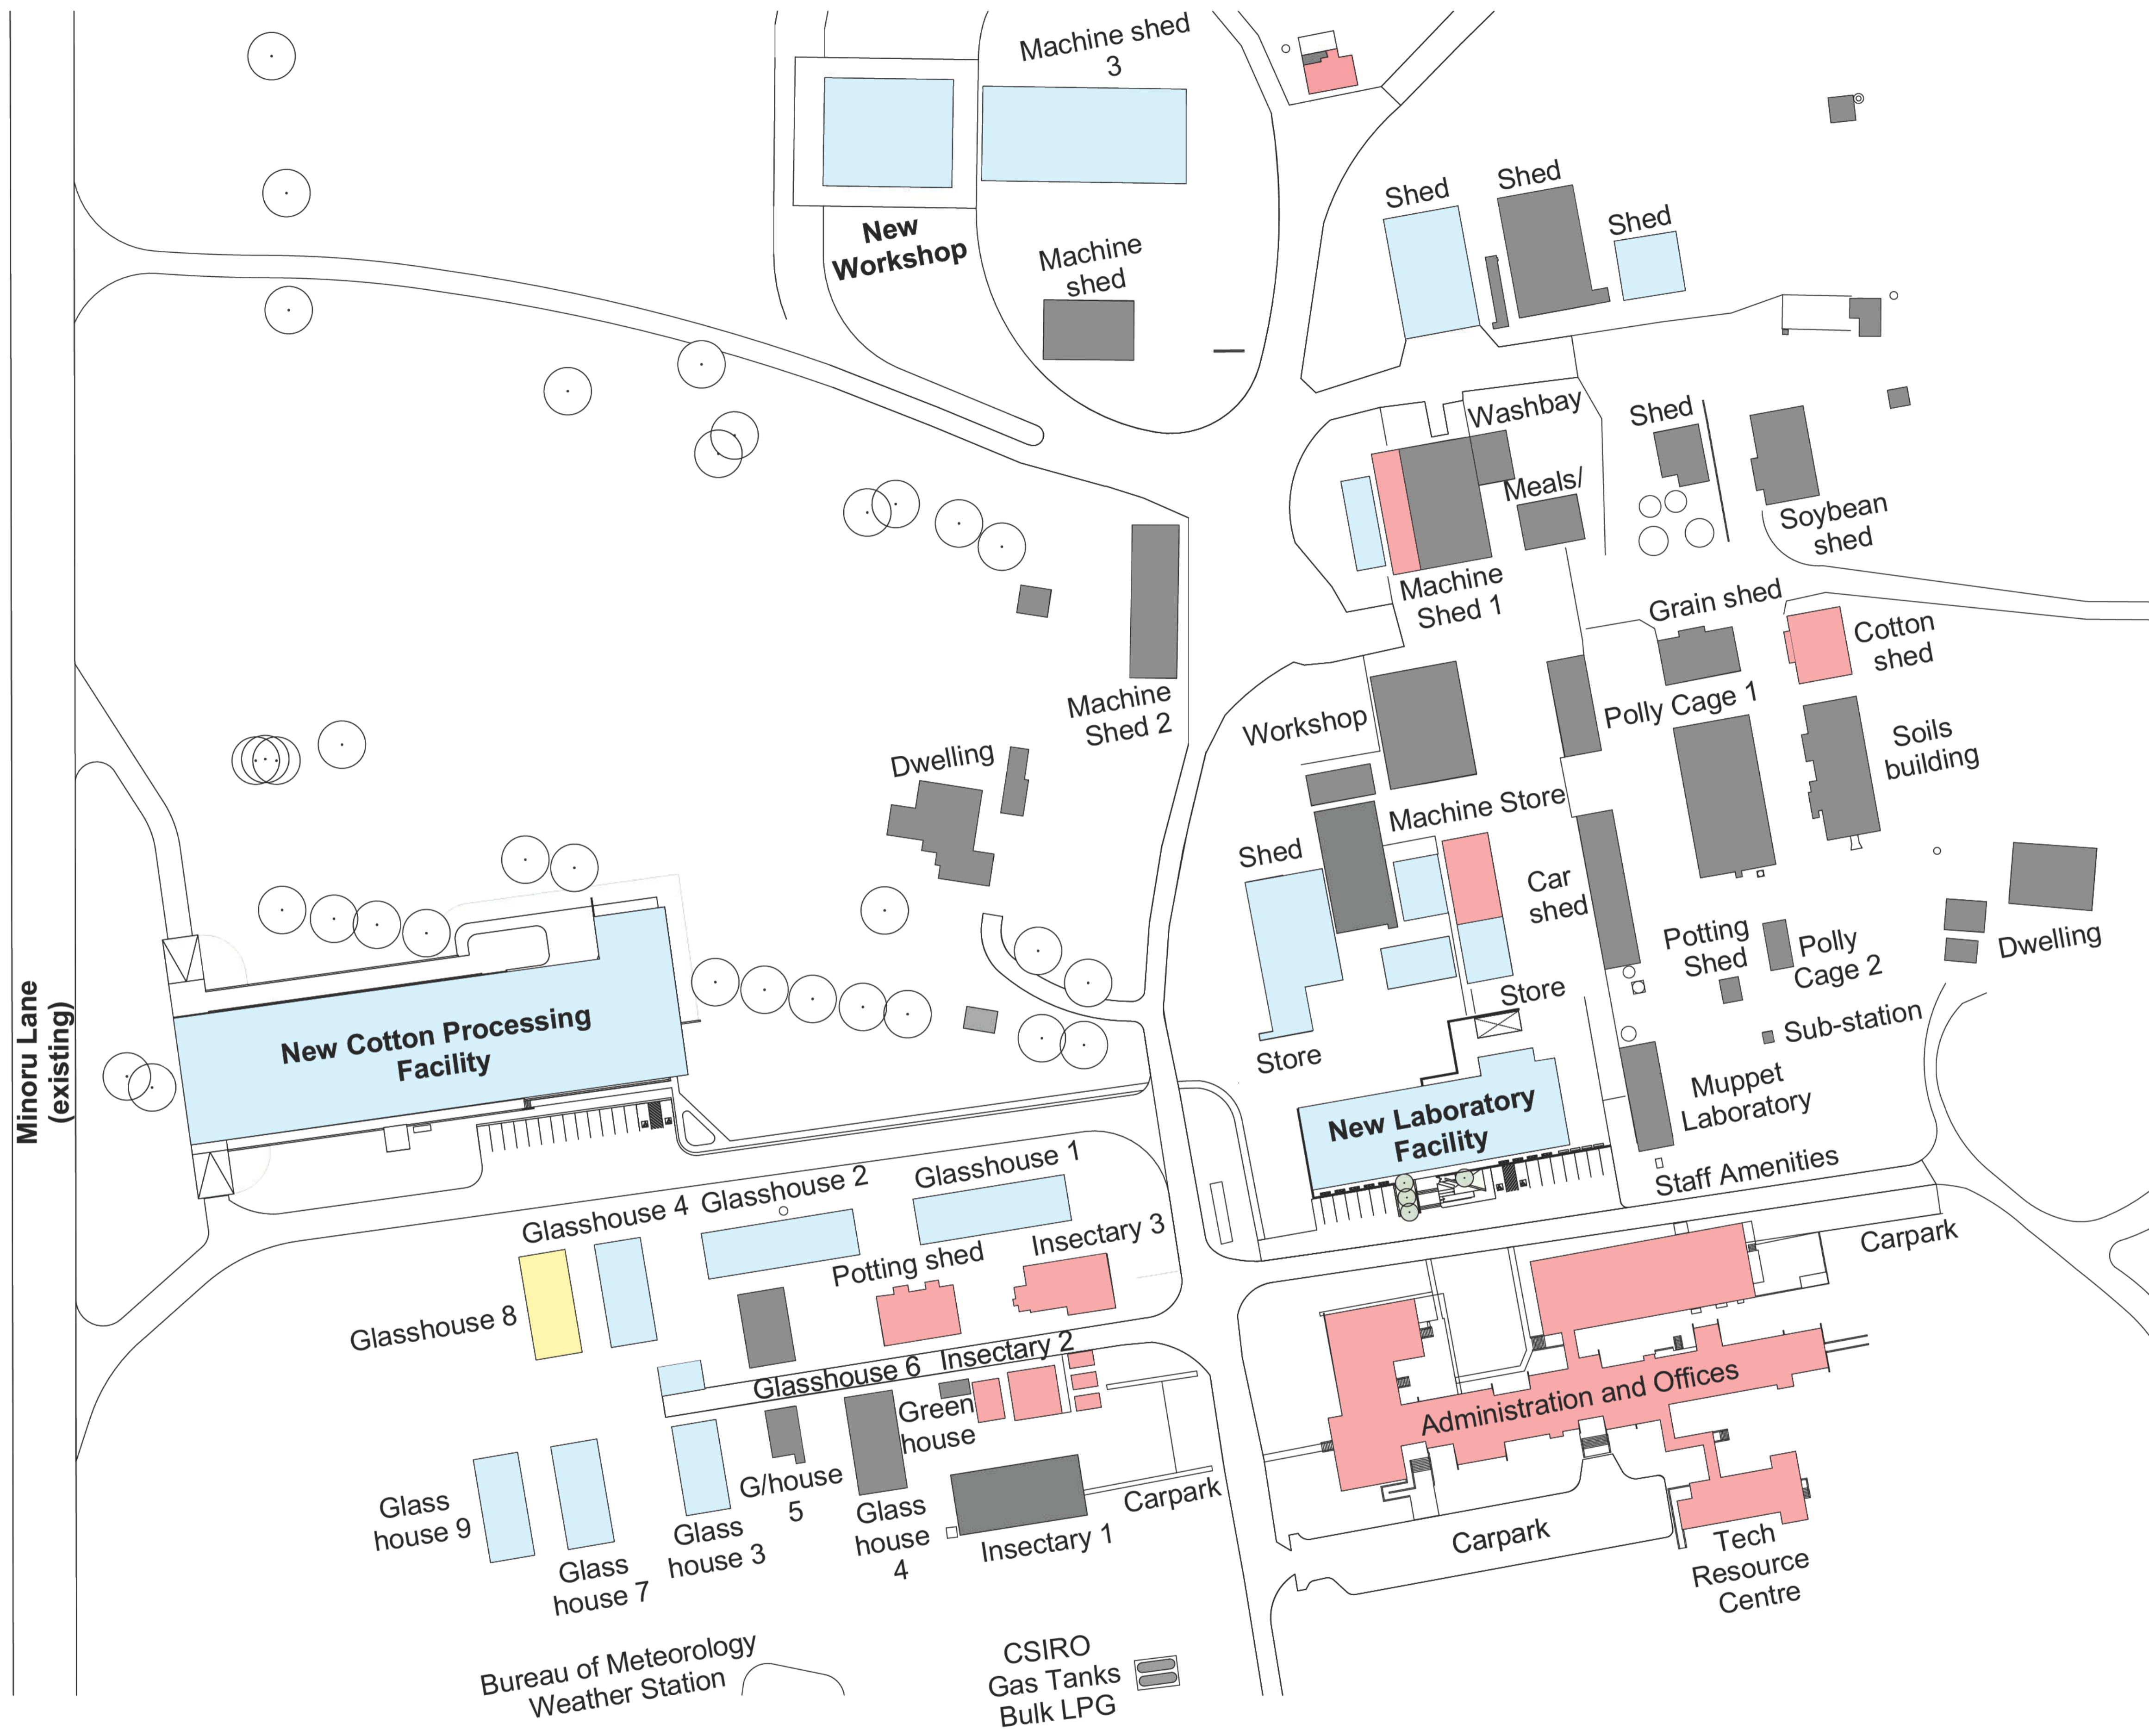 Machine shed
3
New
Workshop
Machine
shed
Shed
Shed
Shed
Washbay
Meals/
Shed
Soybean
shed
Machine
Shed 1
Grain shed
Cotton
shed
Machine
Shed 2
Workshop
Polly Cage 1
Soils
building
Dwelling
Machine Store
Shed
Car
shed
Potting
Shed
Polly
Cage 2
Dwelling
Store
Sub-station
Store
Minoru Lane
(existing)
New Cotton Processing
Facility
New Laboratory
Facility
Muppet
Laboratory
Staff Amenities
Carpark
Glasshouse 1
Glasshouse 2
Glasshouse 4
Insectary 3
Potting shed
Glasshouse 8
Insectary 2
Glasshouse 6
Green
house
Administration and Offices
G/house
5
Glass
house
4
Carpark
Insectary 1
Glass
house 9
Glass
house 3
Glass
house 7
Carpark
Tech
Resource
Centre
Bureau of Meteorology
Weather Station
CSIRO
Gas Tanks
Bulk LPG